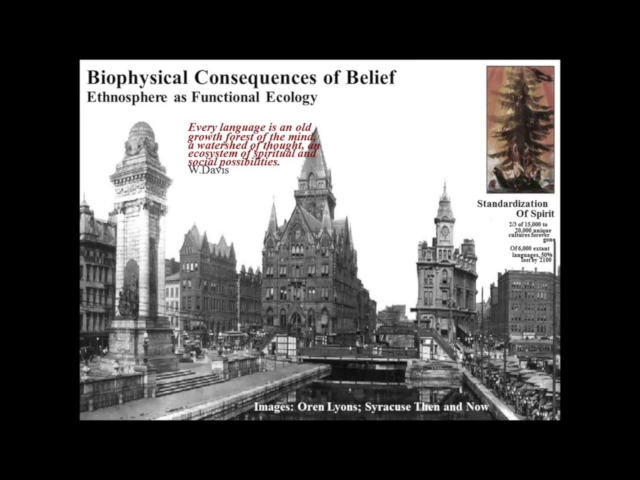 Biophysical Consequences of Belief
Ethnosphere as Functional Ecology
Every language is an old
growth forest of the mind,
a watershed of thought, an
ecosystem of spiritual and
social possibilities.
W.Davis
Standardization
Of Spirit
2/3 of 15,000 to
20,000 unique
cultures forever
gon
Of 6,000 extant
languages, 50%
lost by 2100
Images: Oren Lyons; Syracuse Then and Now